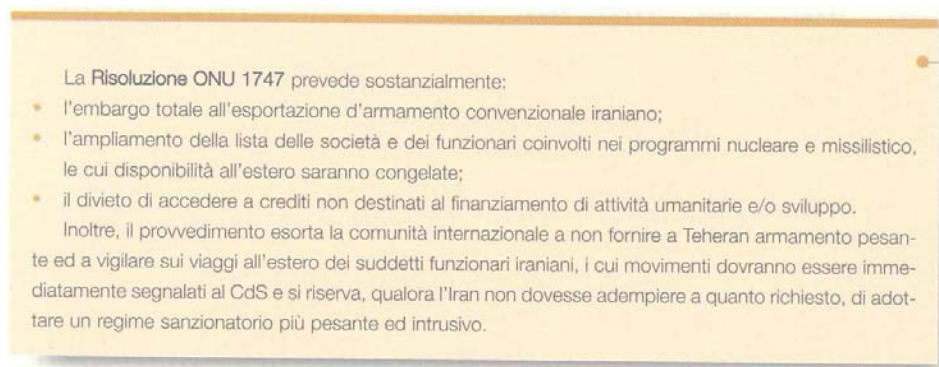 La Risoluzione ONU 1747 prevede sostanzialmente:
• l'embargo totale all'esportazione d'armamento convenzionale iraniano;
• l'ampliamento della lista delle società e dei funzionari coinvolti nei programmi nucleare e missilistico,
le cui disponibilità all'estero saranno congelate;
• il divieto di accedere a crediti non destinati al finanziamento di attività umanitarie e/o sviluppo.
Inoltre, il provvedimento esorta la comunità internazionale a non fornire a Teheran armamento pesan-
te ed a vigilare sui viaggi all'estero dei suddetti funzionari iraniani, i cui movimenti dovranno essere imme-
diatamente segnalati al CdS e si riserva, qualora l'Iran non dovesse adempiere a quanto richiesto, di adot-
tare un regime sanzionatorio più pesante ed intrusivo.